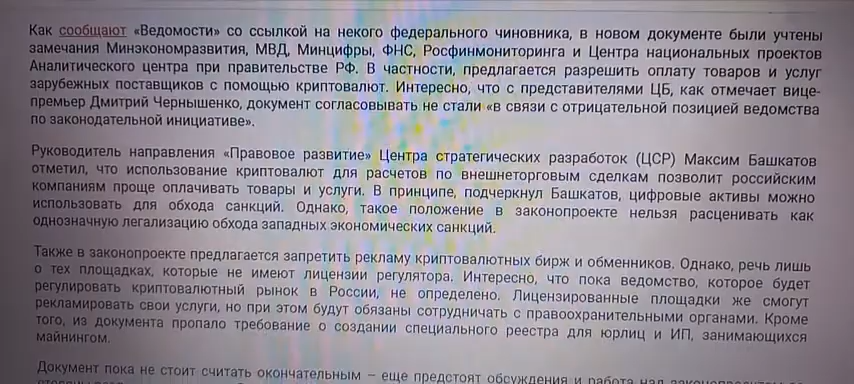 Как сообщают «Ведомости» со ссылкой на некого федерального чиновника, в новом документе были учтены
замечания Минэкономразвития, МВД, Минцифры, ФНС, Росфинмониторинга и Центра национальных проектов
Аналитического центра при правительстве РФ. В частности, предлагается разрешить оплату товаров и услуг
зарубежных поставщиков с помощью криптовалют. Интересно, что с представителями ЦБ, как отмечает вице-
премьер Дмитрий Чернышенко, документ согласовывать не стали «в связи с отрицательной позицией ведомства
по законодательной инициативе».
Руководитель направления «Правовое развитие» Центра стратегических разработок (ЦСР) Максим Башкатов
отметил, что использование криптовалют для расчетов по внешнеторговым сделкам позволит российским
компаниям проще оплачивать товары и услуги. В принципе, подчеркнул Башкатов, цифровые активы можно
использовать для обхода санкций. Однако, такое положение в законопроекте нельзя расценивать как
однозначную легализацию обхода западных экономических санкций.
Также в законопроекте предлагается запретить рекламу криптовалютных бирж и обменников. Однако, речь лишь
о тех площадках, которые не имеют лицензии регулятора. Интересно, что пока ведомство, которое будет
регулировать криптовалютный рынок в России, не определено. Лицензированные площадки же смогут
рекламировать свои услуги, но при этом будут обязаны сотрудничать с правоохранительными органами. Кроме
того, из документа пропало требование о создании специального реестра для юрлиц и ИП, занимающихся
майнингом.
Документ пока не стоит считать окончательным – еще предстоят обсуждения и работа над законопроектом